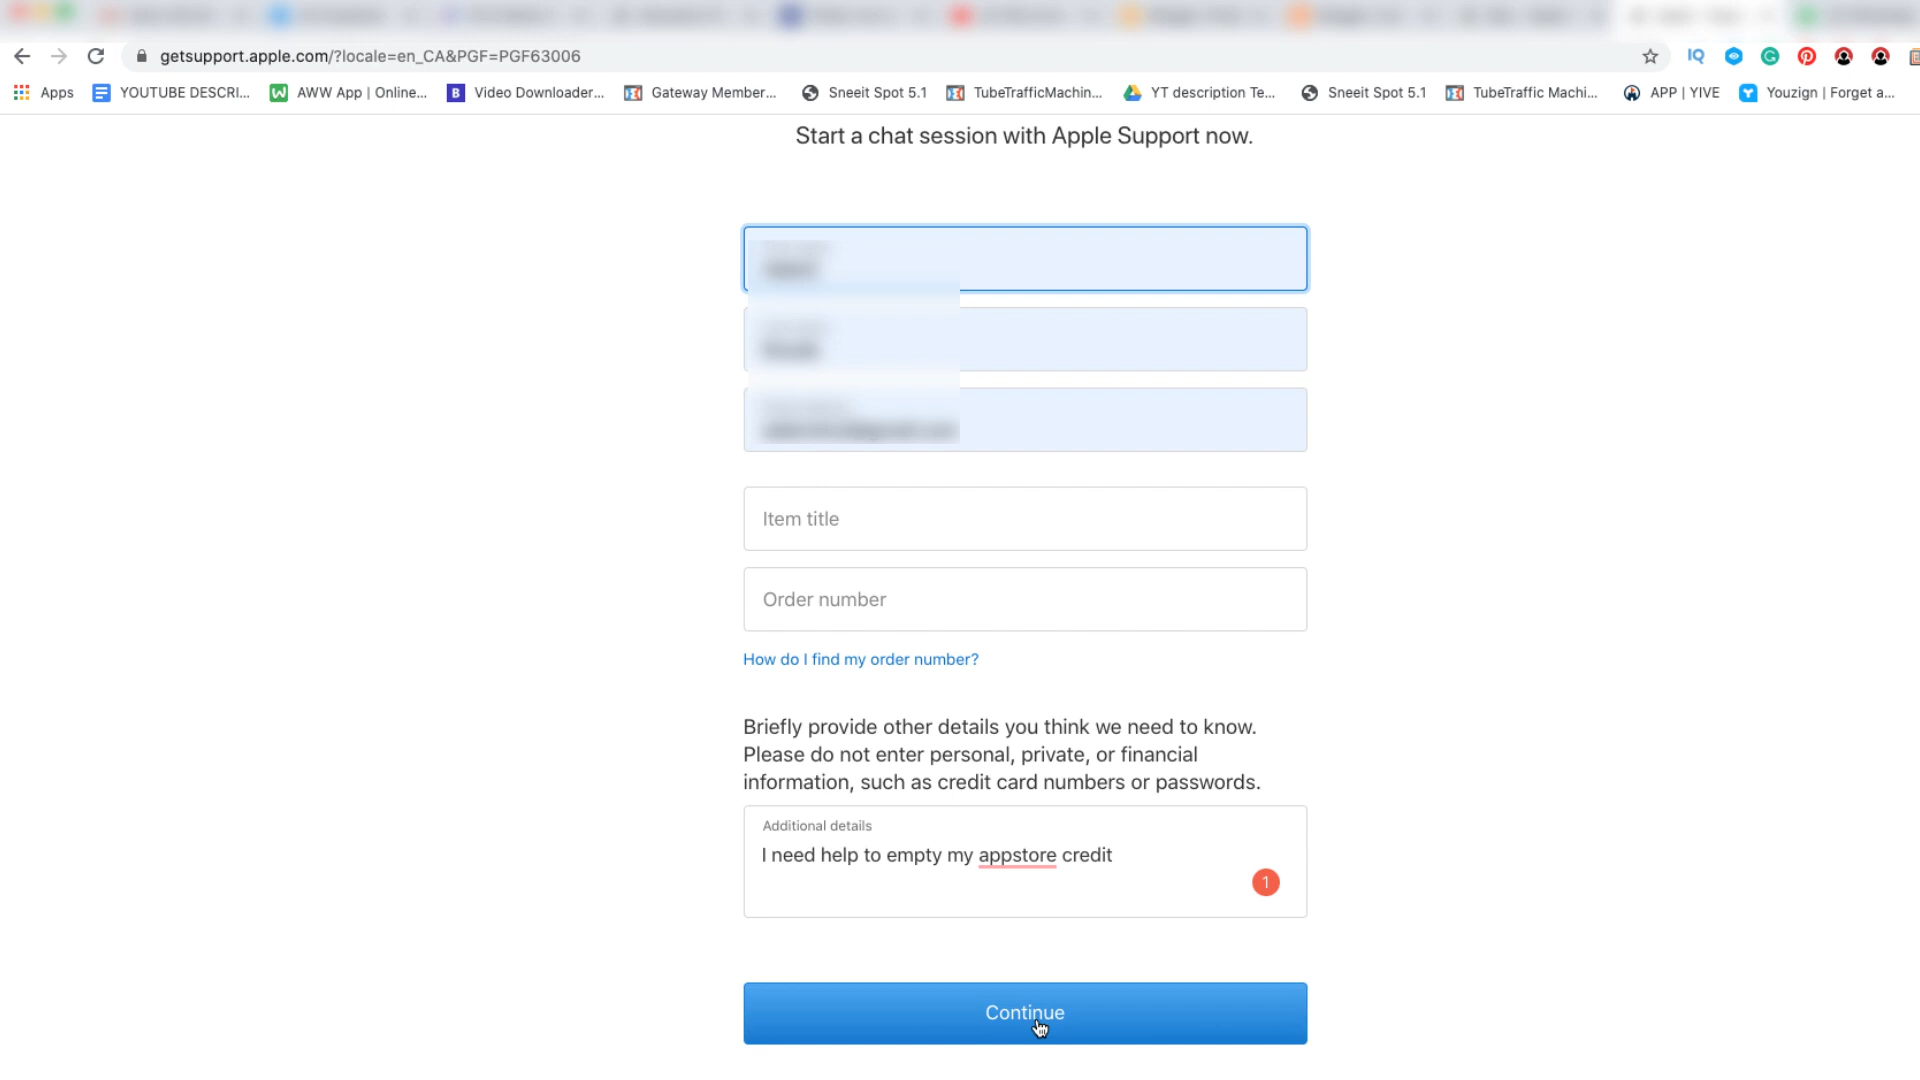 getsupport.apple.com/?locale=en_CA&PGF=PGF63006
IQ
Apps YOUTUBE DESCRI... AWW App | Online... B Video Downloader... Gateway Member... Sneeit Spot 5.1 TubeTrafficMachin... YT description Te... Sneeit Spot 5.1 TubeTraffic Machi... APP | YIVE Youzign | Forget a...
Start a chat session with Apple Support now.
Item title
Order number
How do I find my order number?
Briefly provide other details you think we need to know.
Please do not enter personal, private, or financial
information, such as credit card numbers or passwords.
Additional details
I need help to empty my appstore credit
1
Continue